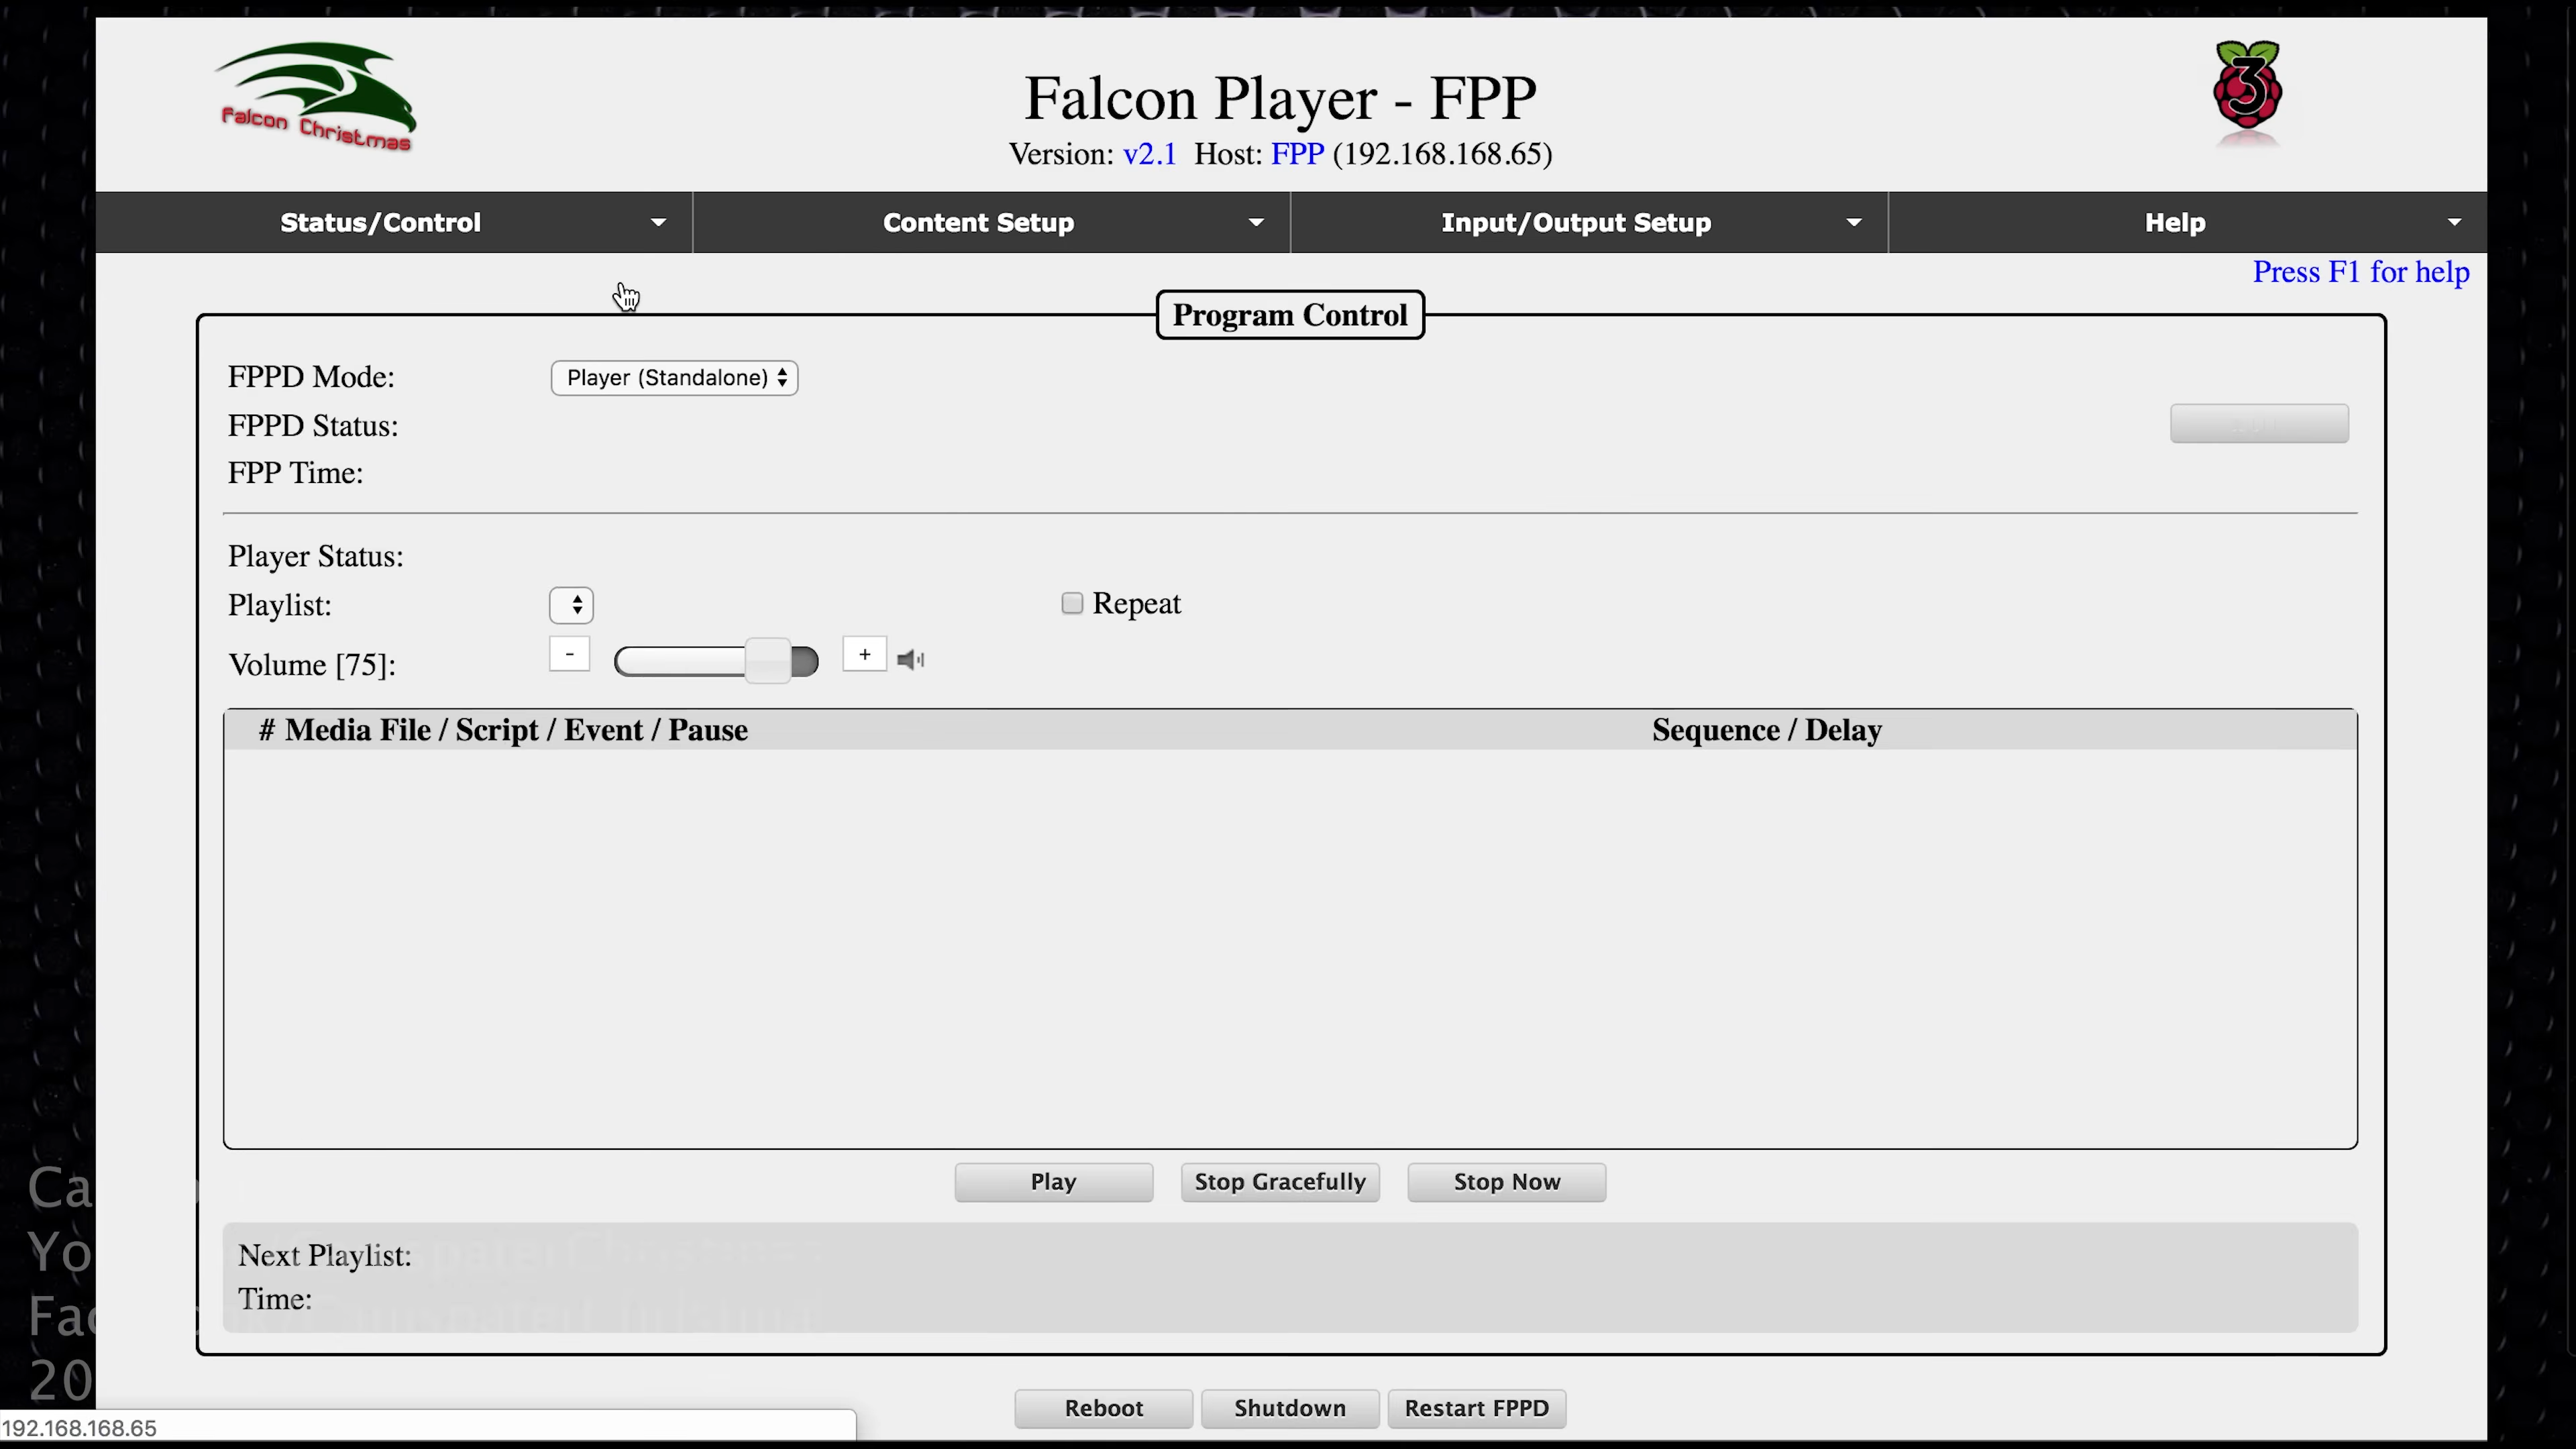 Falcon Christmas
Falcon Player - FPP
3
Version: v2.1 Host: FPP (192.168.168.65)
Status/Control
Content Setup
Input/Output Setup
Help
Press F1 for help
Program Control
FPPD Mode: Player (Standalone)
FPPD Status:
FPP Time:
Player Status:
Playlist:
Repeat
Volume [75]: - +
# Media File / Script / Event / Pause Sequence / Delay
Play Stop Gracefully Stop Now
Next Playlist:
Time:
Reboot Shutdown Restart FPPD
192.168.168.65